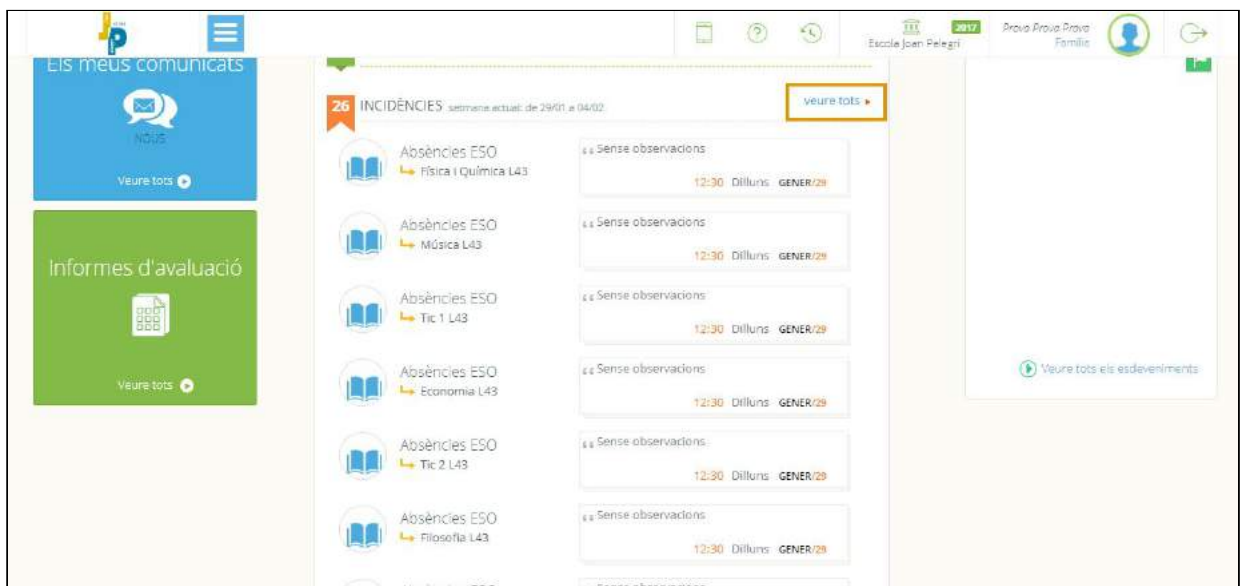 JP
?
2017
Escola Joan Pelegrí
Prova Prova Prova
Família
Els meus comunicats
NOUS
Veure tots
Informes d'avaluació
Veure tots
26 INCIDÈNCIES setmana actual: de 29/01 a 04/02
veure tots
Absències ESO
Física i Química L43
Sense observacions
12:30 Dilluns GENER/29
Absències ESO
Música L43
Sense observacions
12:30 Dilluns GENER/29
Absències ESO
Tic 1 L43
Sense observacions
12:30 Dilluns GENER/29
Absències ESO
Economia L43
Sense observacions
12:30 Dilluns GENER/29
Absències ESO
Tic 2 L43
Sense observacions
12:30 Dilluns GENER/29
Absències ESO
Filosofia L43
Sense observacions
12:30 Dilluns GENER/29
Veure tots els esdeveniments